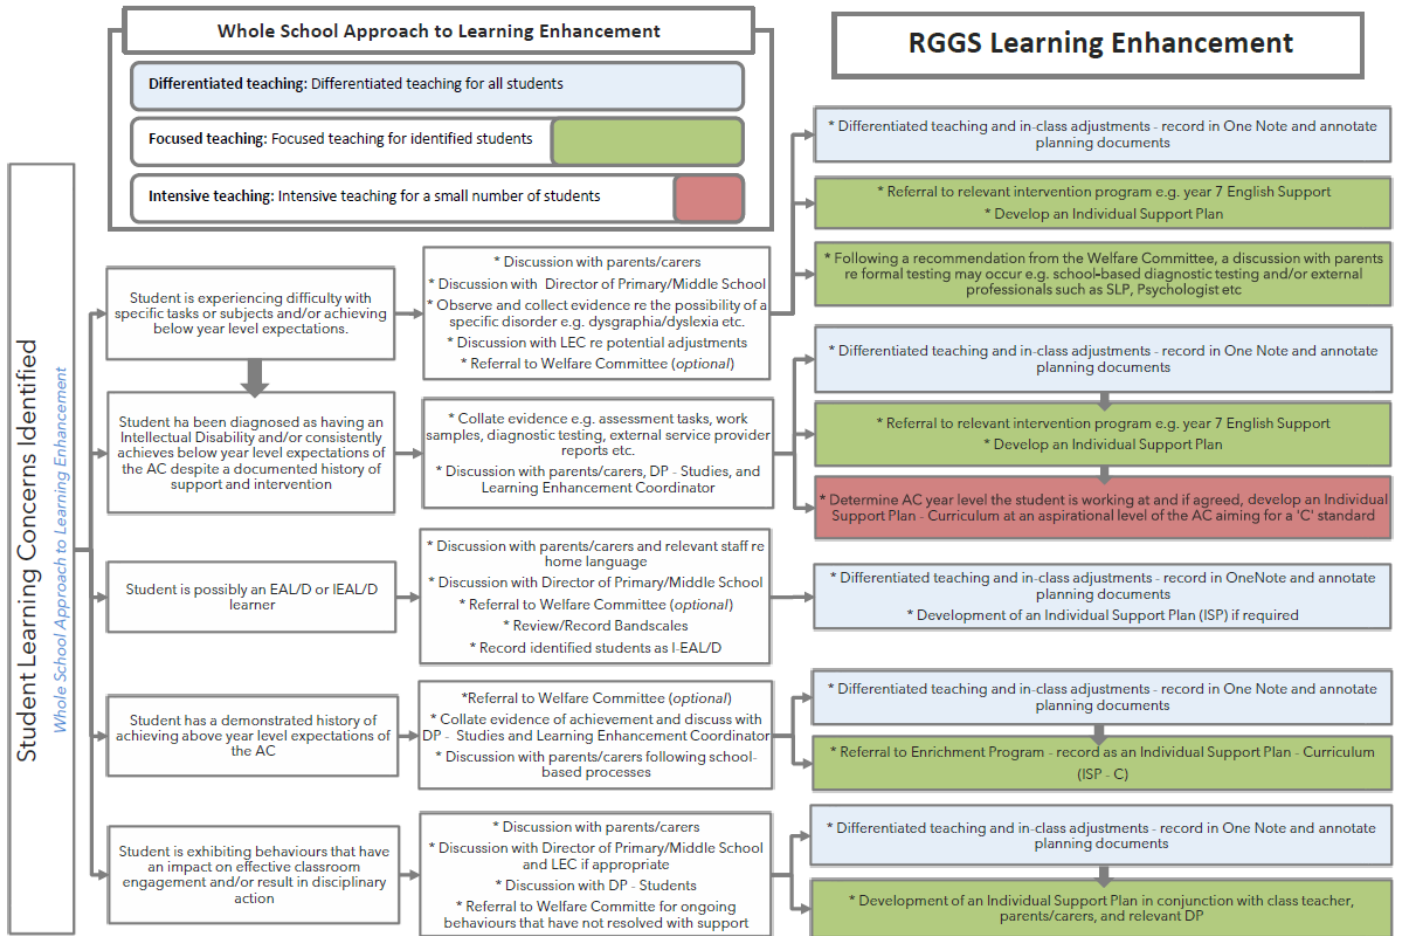 Whole School Approach to Learning Enhancement
Differentiated teaching: Differentiated teaching for all students
Focused teaching: Focused teaching for identified students
Intensive teaching: Intensive teaching for a small number of students
RGGS Learning Enhancement
Student Learning Concerns Identified
Whole School Approach to Learning Enhancement
Student is experiencing difficulty with
specific tasks or subjects and/or achieving
below year level expectations.
* Discussion with parents/carers
* Discussion with Director of Primary/Middle School
* Observe and collect evidence re the possibility of a
specific disorder e.g. dysgraphia/dyslexia etc.
* Discussion with LEC re potential adjustments
* Referral to Welfare Committee (optional)
* Differentiated teaching and in-class adjustments - record in One Note and annotate
planning documents
* Referral to relevant intervention program e.g. year 7 English Support
* Develop an Individual Support Plan
* Following a recommendation from the Welfare Committee, a discussion with parents
re formal testing may occur e.g. school-based diagnostic testing and/or external
professionals such as SLP, Psychologist etc
Student ha been diagnosed as having an
Intellectual Disability and/or consistently
achieves below year level expectations of
the AC despite a documented history of
support and intervention
* Collate evidence e.g. assessment tasks, work
samples, diagnostic testing, external service provider
reports etc.
* Discussion with parents/carers, DP - Studies, and
Learning Enhancement Coordinator
* Differentiated teaching and in-class adjustments - record in One Note and annotate
planning documents
* Referral to relevant intervention program e.g. year 7 English Support
* Develop an Individual Support Plan
* Determine AC year level the student is working at and if agreed, develop an Individual
Support Plan - Curriculum at an aspirational level of the AC aiming for a 'C' standard
Student is possibly an EAL/D or IEAL/D
learner
* Discussion with parents/carers and relevant staff re
home language
* Discussion with Director of Primary/Middle School
* Referral to Welfare Committee (optional)
* Review/Record Bandscales
* Record identified students as I-EAL/D
* Differentiated teaching and in-class adjustments - record in OneNote and annotate
planning documents
* Development of an Individual Support Plan (ISP) if required
Student has a demonstrated history of
achieving above year level expectations of
the AC
*Referral to Welfare Committee (optional)
* Collate evidence of achievement and discuss with
DP - Studies and Learning Enhancement Coordinator
* Discussion with parents/carers following school-
based processes
* Differentiated teaching and in-class adjustments - record in One Note and annotate
planning documents
* Referral to Enrichment Program - record as an Individual Support Plan - Curriculum
(ISP - C)
Student is exhibiting behaviours that have
an impact on effective classroom
engagement and/or result in disciplinary
action
* Discussion with parents/carers
* Discussion with Director of Primary/Middle School
and LEC if appropriate
* Discussion with DP - Students
* Referral to Welfare Committe for ongoing
behaviours that have not resolved with support
* Differentiated teaching and in-class adjustments - record in One Note and annotate
planning documents
* Development of an Individual Support Plan in conjunction with class teacher,
parents/carers, and relevant DP